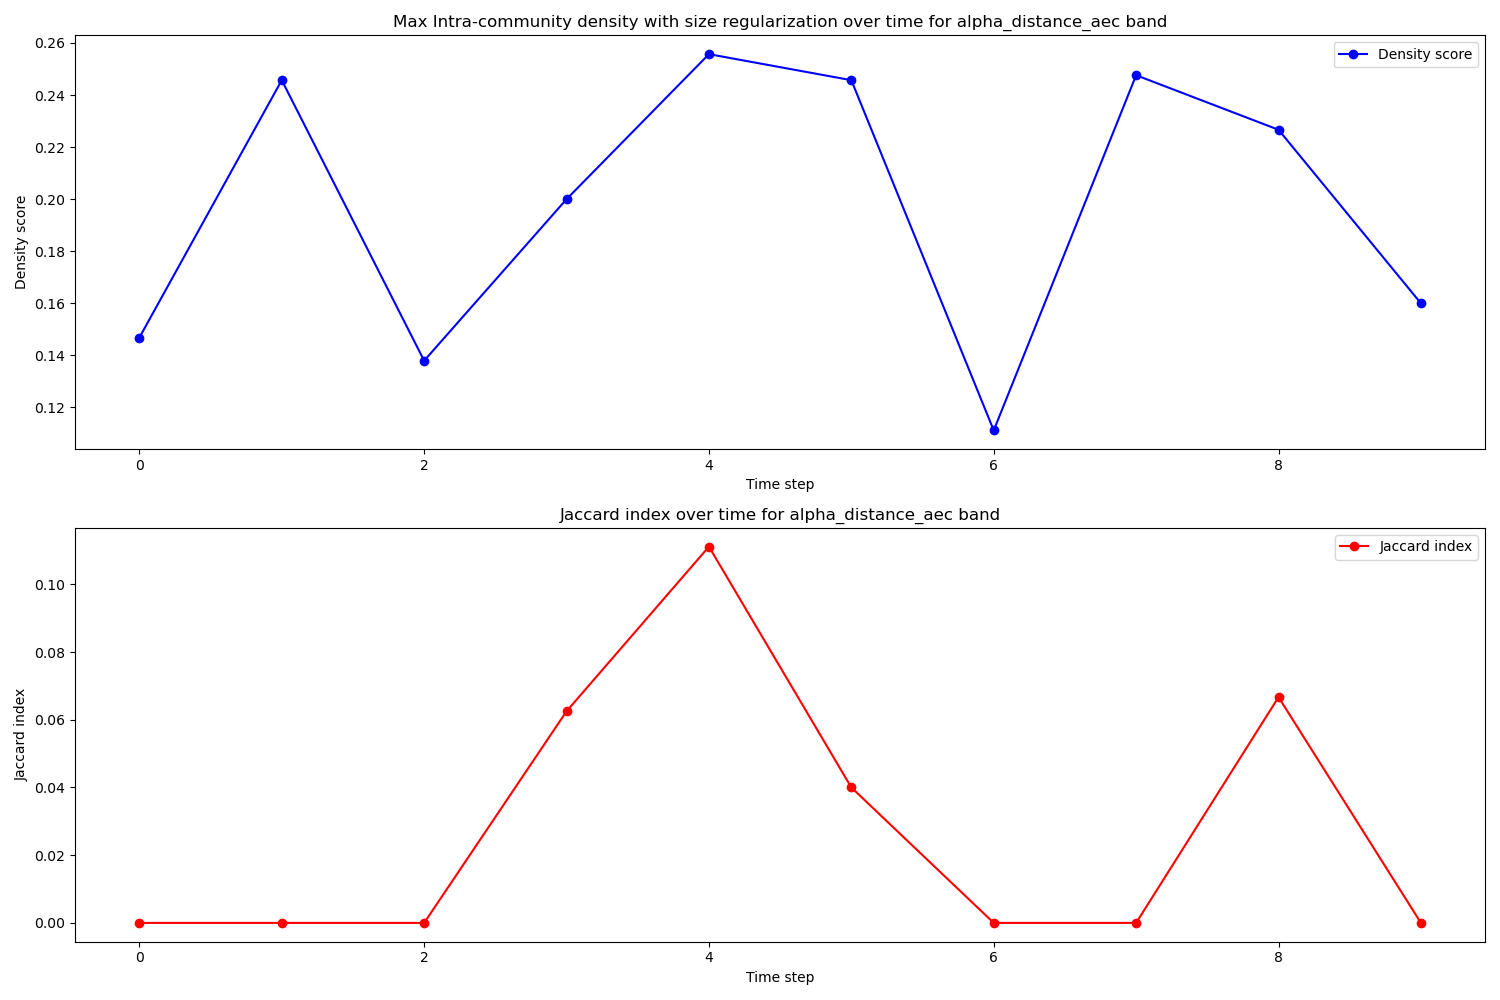 Max Intra-community density with size regularization over time for alpha_distance_aec band
Density score
0.26
0.24
0.22
0.20
0.18
0.16
0.14
0.12
Density score
0 2 4 6 8
Time step
Jaccard index over time for alpha_distance_aec band
Jaccard index
0.10
0.08
0.06
0.04
0.02
0.00
Jaccard index
0 2 4 6 8
Time step